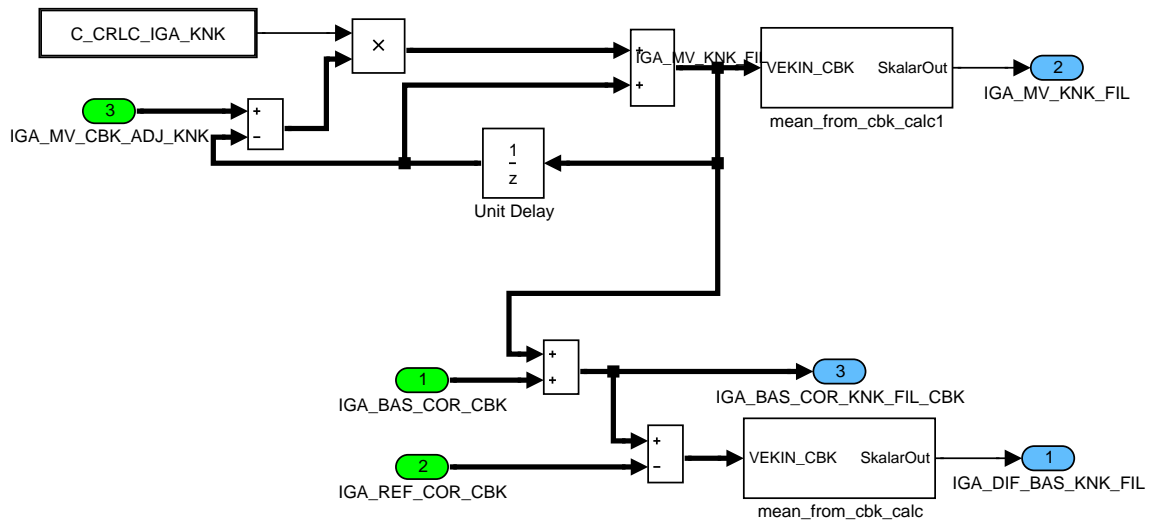 C_CRLC_IGA_KNK
×
+
+
IGA_MV_KNK_FIL
VEKIN_CBK
SkalarOut
mean_from_cbk_calc1
2
IGA_MV_KNK_FIL
3
IGA_MV_CBK_ADJ_KNK
+
−
1
z
Unit Delay
+
+
1
IGA_BAS_COR_CBK
3
IGA_BAS_COR_KNK_FIL_CBK
2
IGA_REF_COR_CBK
+
−
VEKIN_CBK
SkalarOut
mean_from_cbk_calc
1
IGA_DIF_BAS_KNK_FIL